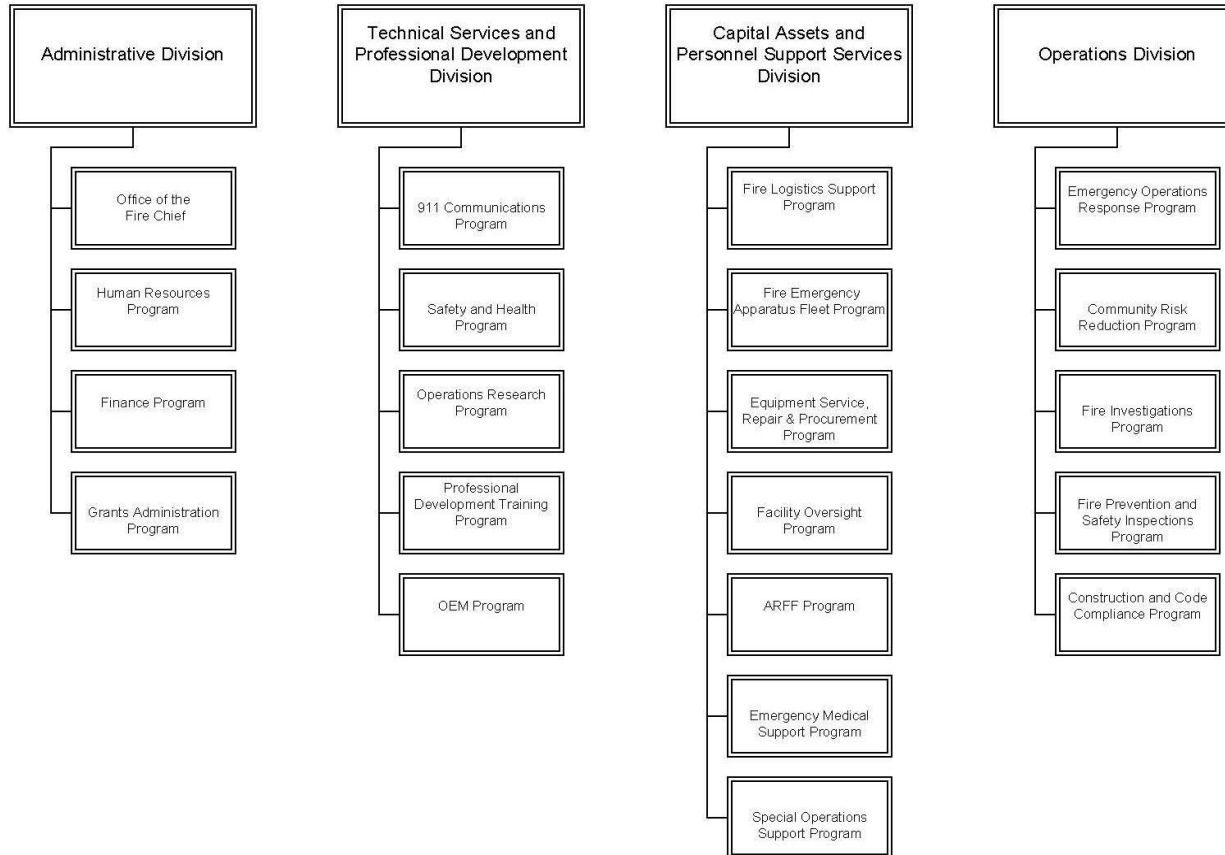 Administrative Division
Office of the
Fire Chief
Human Resources
Program
Finance Program
Grants Administration
Program
Technical Services and
Professional Development
Division
911 Communications
Program
Safety and Health
Program
Operations Research
Program
Professional
Development Training
Program
OEM Program
Capital Assets and
Personnel Support Services
Division
Fire Logistics Support
Program
Fire Emergency
Apparatus Fleet Program
Equipment Service,
Repair & Procurement
Program
Facility Oversight
Program
ARFF Program
Emergency Medical
Support Program
Special Operations
Support Program
Operations Division
Emergency Operations
Response Program
Community Risk
Reduction Program
Fire Investigations
Program
Fire Prevention and
Safety Inspections
Program
Construction and Code
Compliance Program